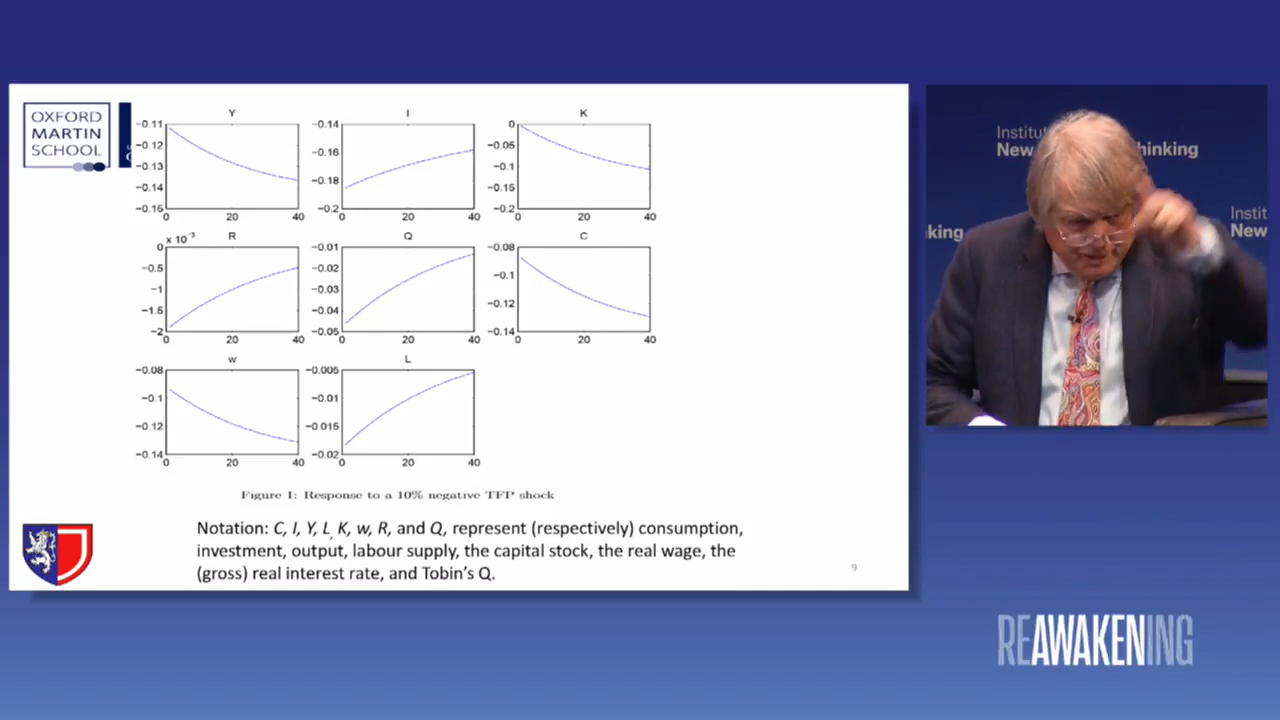 OXFORD
MARTIN
SCHOOL
Y
I
K
−0.11
−0.12
−0.13
−0.14
−0.16
0
20
40
−0.14
−0.16
−0.18
−0.2
0
20
40
0
−0.05
−0.1
−0.15
−0.2
0
20
40
x 10⁻³
R
Q
C
0
−0.5
−1
−1.5
−2
0
20
40
−0.01
−0.02
−0.03
−0.04
−0.05
0
20
40
−0.08
−0.1
−0.12
−0.14
0
20
40
w
L
−0.08
−0.1
−0.12
−0.14
0
20
40
−0.005
−0.01
−0.015
−0.02
0
20
40
Figure 1: Response to a 10% negative TFP shock
Notation: C, I, Y, L, K, w, R, and Q, represent (respectively) consumption,
investment, output, labour supply, the capital stock, the real wage, the
(gross) real interest rate, and Tobin's Q.
9
Institu
New hinking
king
Instit
New
REAWAKENING